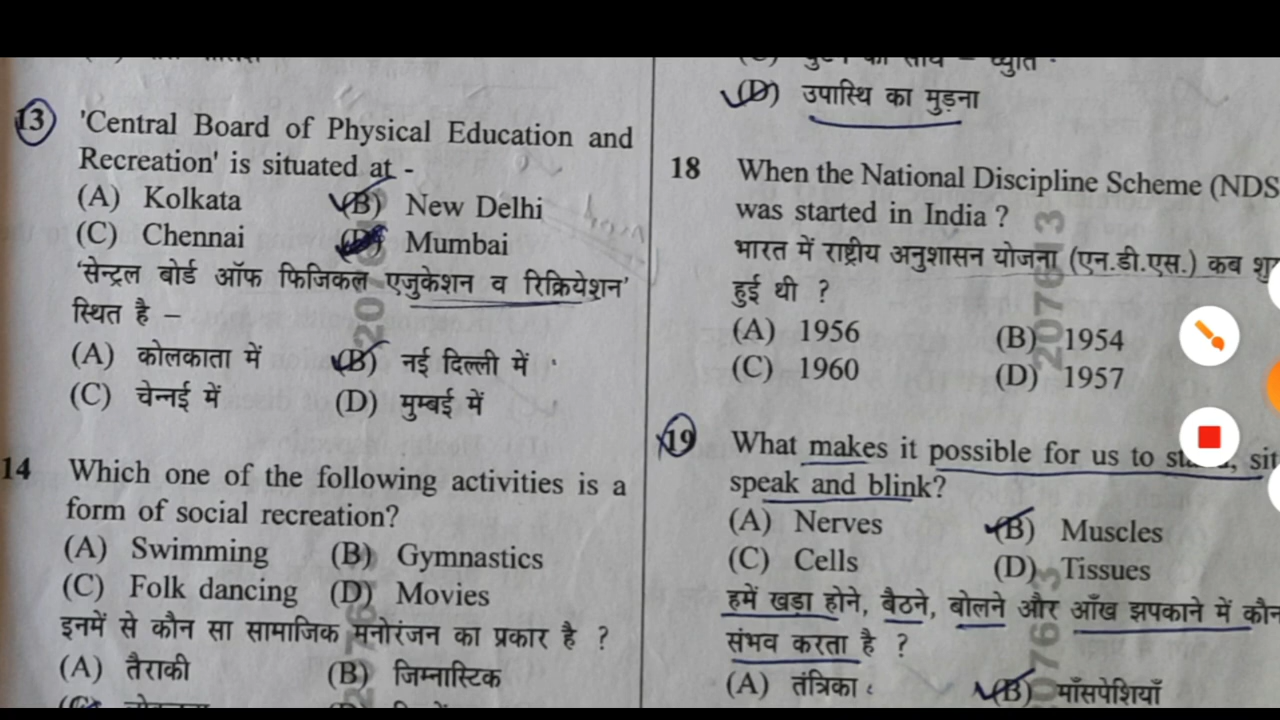 13 'Central Board of Physical Education and
Recreation' is situated at -
(A) Kolkata (B) New Delhi
(C) Chennai (D) Mumbai
'सेन्ट्रल बोर्ड ऑफ फिजिकल एजुकेशन व रिक्रियेशन'
स्थित है –
(A) कोलकाता में (B) नई दिल्ली में
(C) चेन्नई में (D) मुम्बई में
14 Which one of the following activities is a
form of social recreation?
(A) Swimming (B) Gymnastics
(C) Folk dancing (D) Movies
इनमें से कौन सा सामाजिक मनोरंजन का प्रकार है ?
(A) तैराकी (B) जिम्नास्टिक
(D) उपास्थि का मुड़ना
18 When the National Discipline Scheme (NDS
was started in India ?
भारत में राष्ट्रीय अनुशासन योजना (एन.डी.एस.) कब
हुई थी ?
(A) 1956 (B) 1954
(C) 1960 (D) 1957
19 What makes it possible for us to sit
speak and blink?
(A) Nerves (B) Muscles
(C) Cells (D) Tissues
हमें खड़ा होने, बैठने, बोलने और आँख झपकाने में कौन
संभव करता है ?
(A) तंत्रिका (B) माँसपेशियाँ
2076613